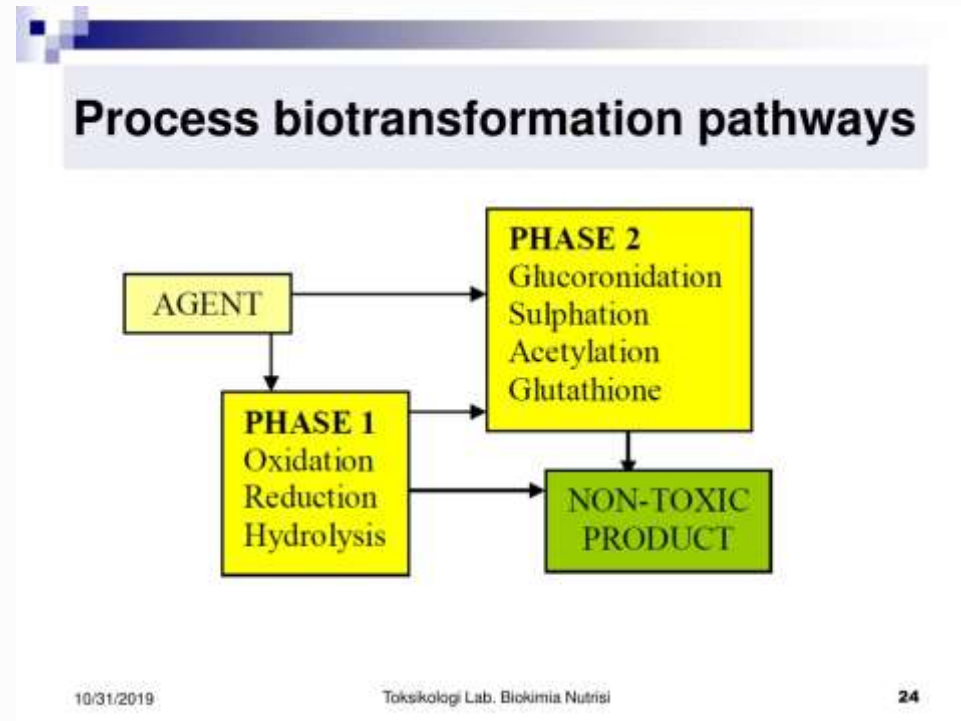 Process biotransformation pathways
AGENT
PHASE 1
Oxidation
Reduction
Hydrolysis
PHASE 2
Glucoronidation
Sulphation
Acetylation
Glutathione
NON-TOXIC
PRODUCT
10/31/2019
Toksikologi Lab. Biokimia Nutrisi
24